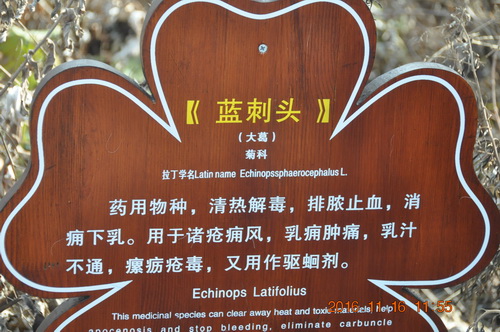 《 蓝刺头 》
（大葛）
菊科
拉丁学名Latin name Echinopssphaerocephalus L.
药用物种，清热解毒，排脓止血，消
痈下乳。用于诸疮痈风，乳痈肿痛，乳汁
不通，瘰疬疮毒，又用作驱蛔剂。
Echinops Latifolius
This medicinal species can clear away heat and toxic materials, help
apocenosis and stop bleeding, eliminate carbuncle
2016-11-16 11:55